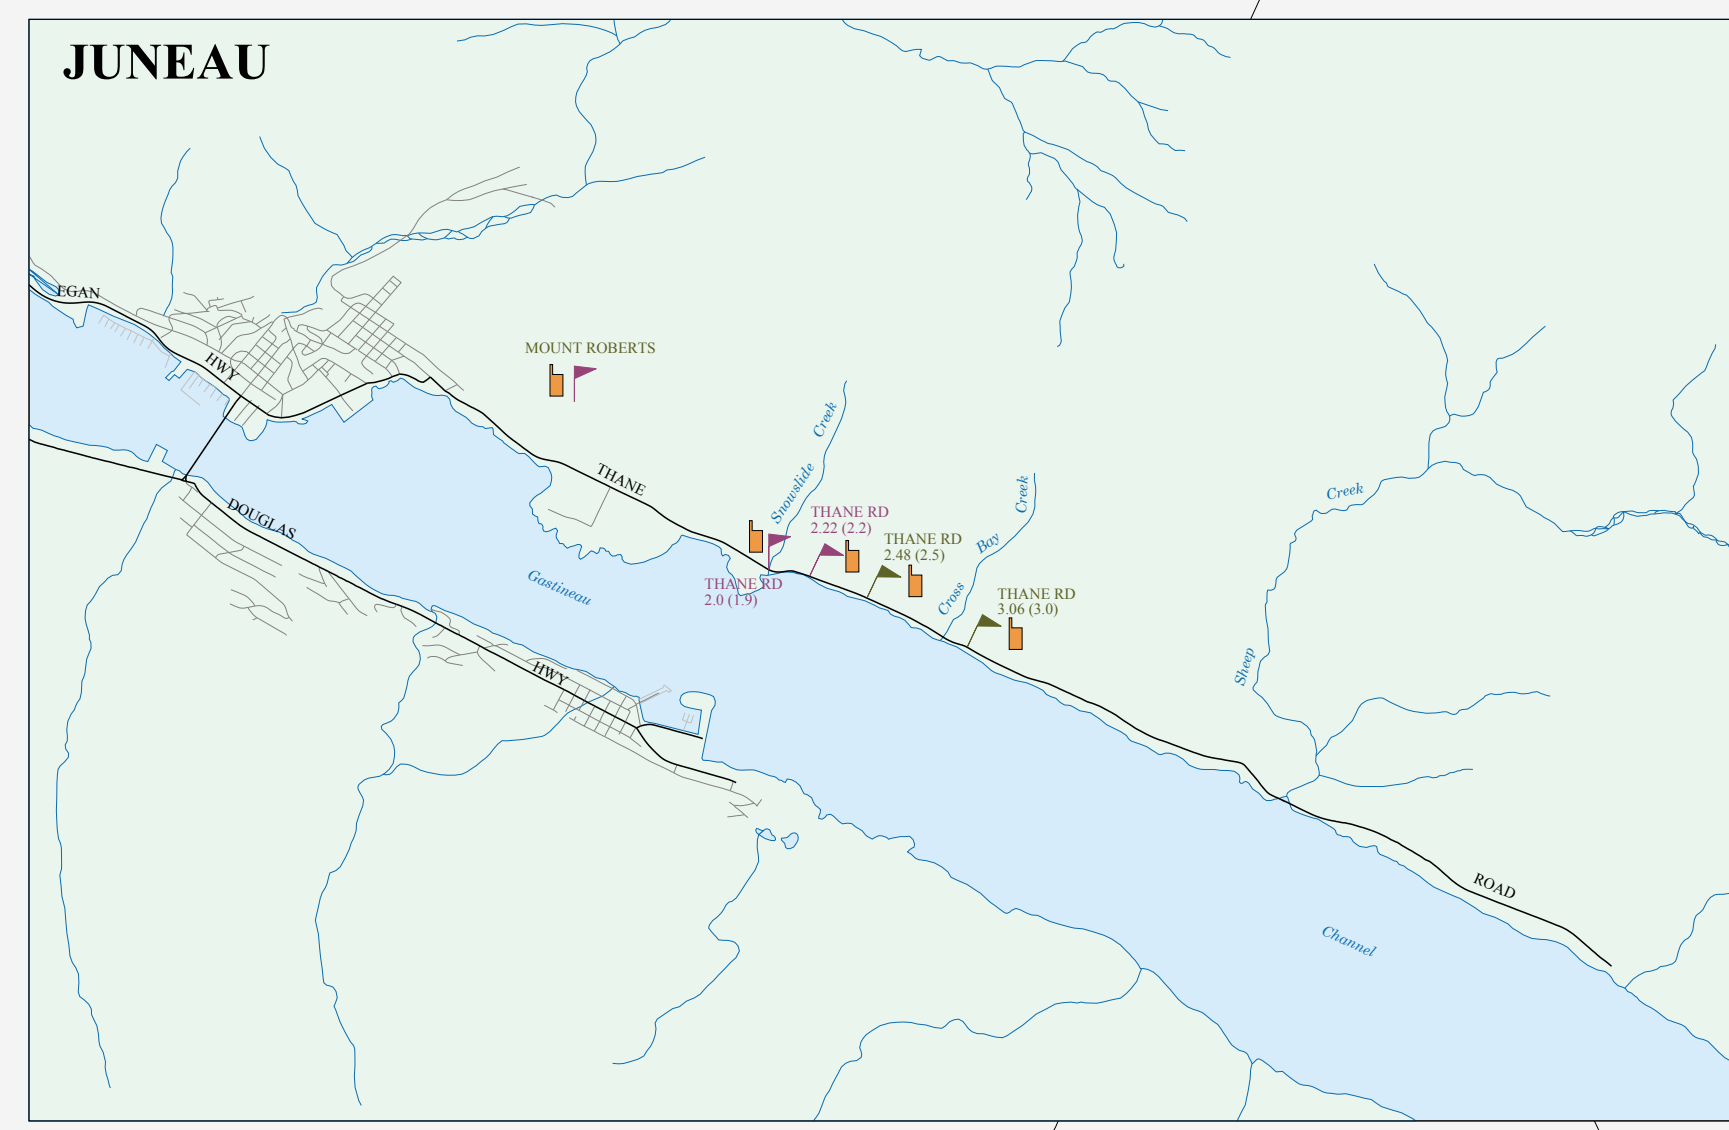 JUNEAU
EGAN
HWY
MOUNT ROBERTS
THANE
Snowslide Creek
THANE RD
2.22 (2.2)
THANE RD
2.48 (2.5)
THANE RD
2.0 (1.9)
Cross Bay Creek
THANE RD
3.06 (3.0)
DOUGLAS
HWY
Gastineau
Sheep Creek
ROAD
Channel